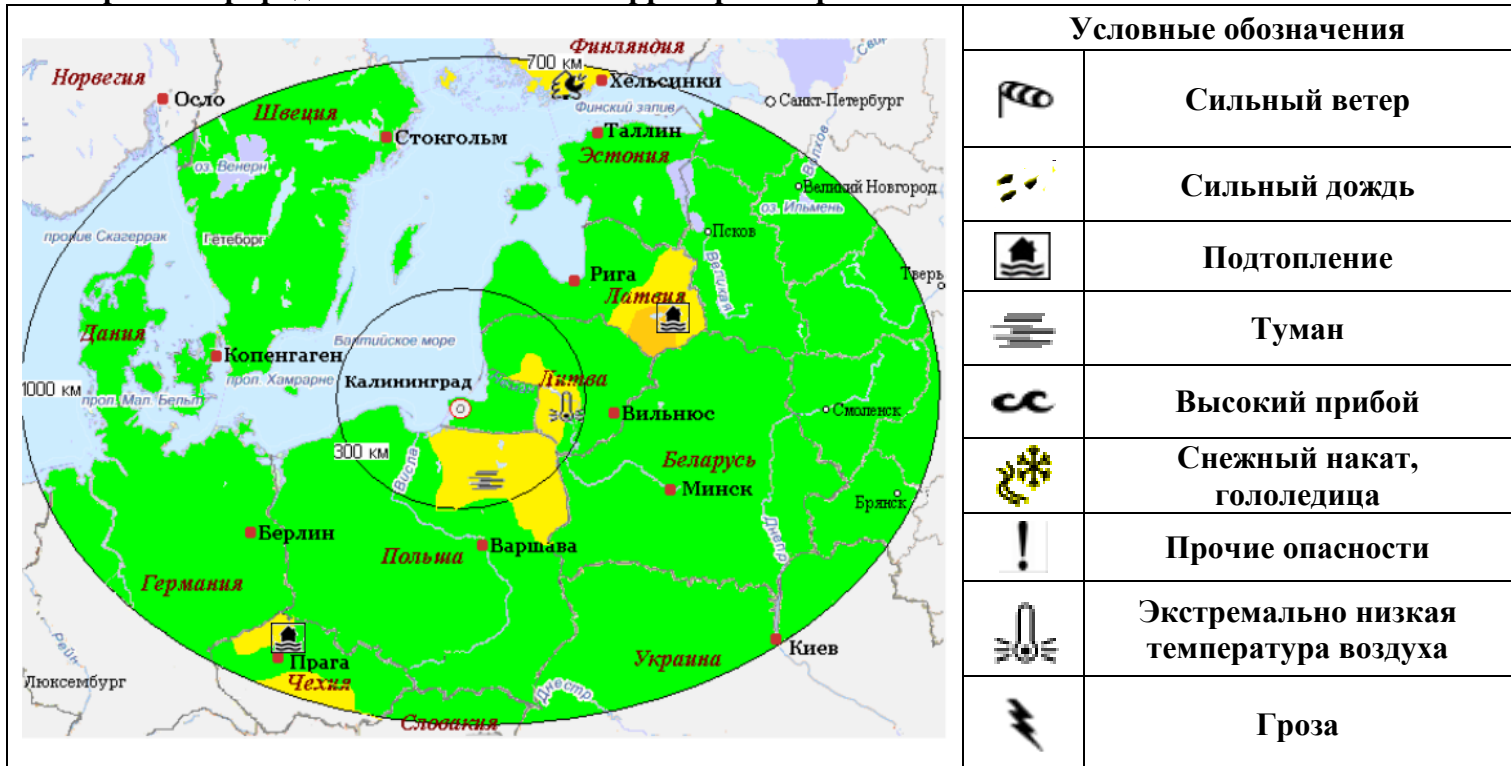 Условные обозначения
Сильный ветер
Сильный дождь
Подтопление
Туман
Высокий прибой
Снежный накат,
гололедица
Прочие опасности
Экстремально низкая
температура воздуха
Гроза
Финляндия
700 км
Норвегия
Хельсинки
Осло
Санкт-Петербург
Швеция
Финский залив
Волхов
Стокгольм
Таллин
Эстония
оз. Венерн
Великий Новгород
оз. Ильмень
пролив Скагеррак
Гетеборг
Псков
Великая
Рига
Тверь
Латвия
Дания
Балтийское море
Копенгаген
Калининград
Литва
прол. Хамрарне
1000 км
прол. Мал. Бельт
Вильнюс
Смоленск
300 км
Висла
Беларусь
Минск
Брянск
Днепр
Берлин
Польша
Варшава
Германия
Киев
Рейн
Прага
Украина
Люксембург
Чехия
Днестр
Словакия